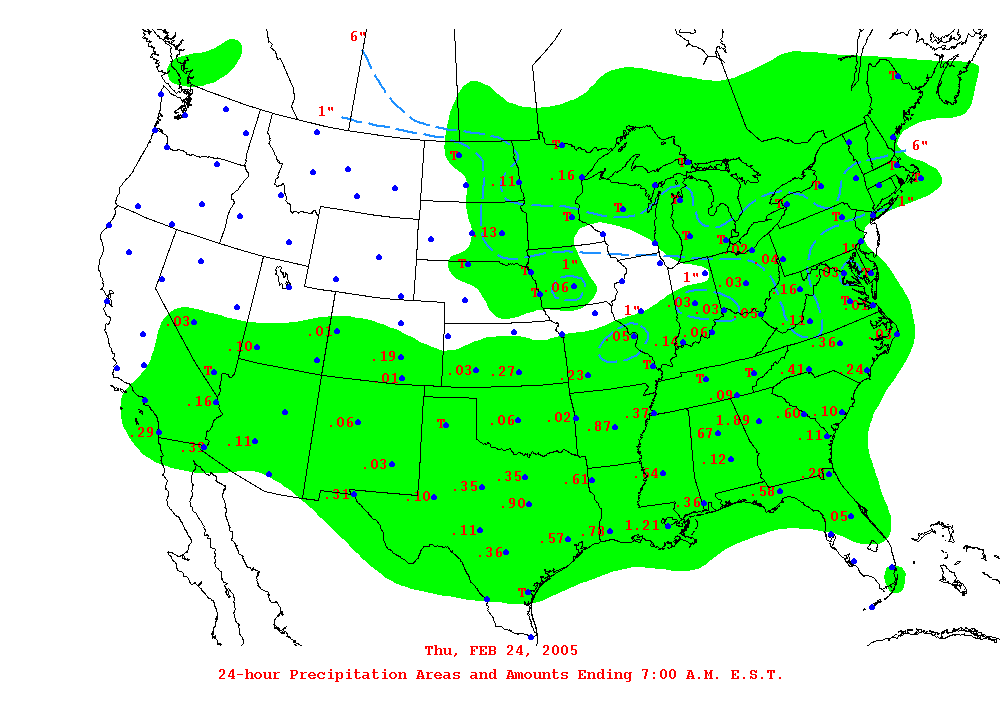 6"
1"
T
T
T
T
6"
.11
.16
T
T
T
T
T
T
T
1"
.13
T
T
.02
1"
T
T
1"
.04
.06
1"
.03
.03
T
T
.16
.03
.03
T
.01
.03
1"
.05
.11
.01
.05
.14
.06
.03
.10
.36
.19
T
.01
.03
.27
.23
T
T
.41
.24
.16
.09
.06
T
.06
.02
.87
.37
1.89
.60
.10
.29
.11
.67
.11
.03
.35
.35
.61
.54
.12
.28
.31
.10
.90
.36
.58
.11
.57
.78
1.21
.05
.36
T
Thu, FEB 24, 2005
24-hour Precipitation Areas and Amounts Ending 7:00 A.M. E.S.T.